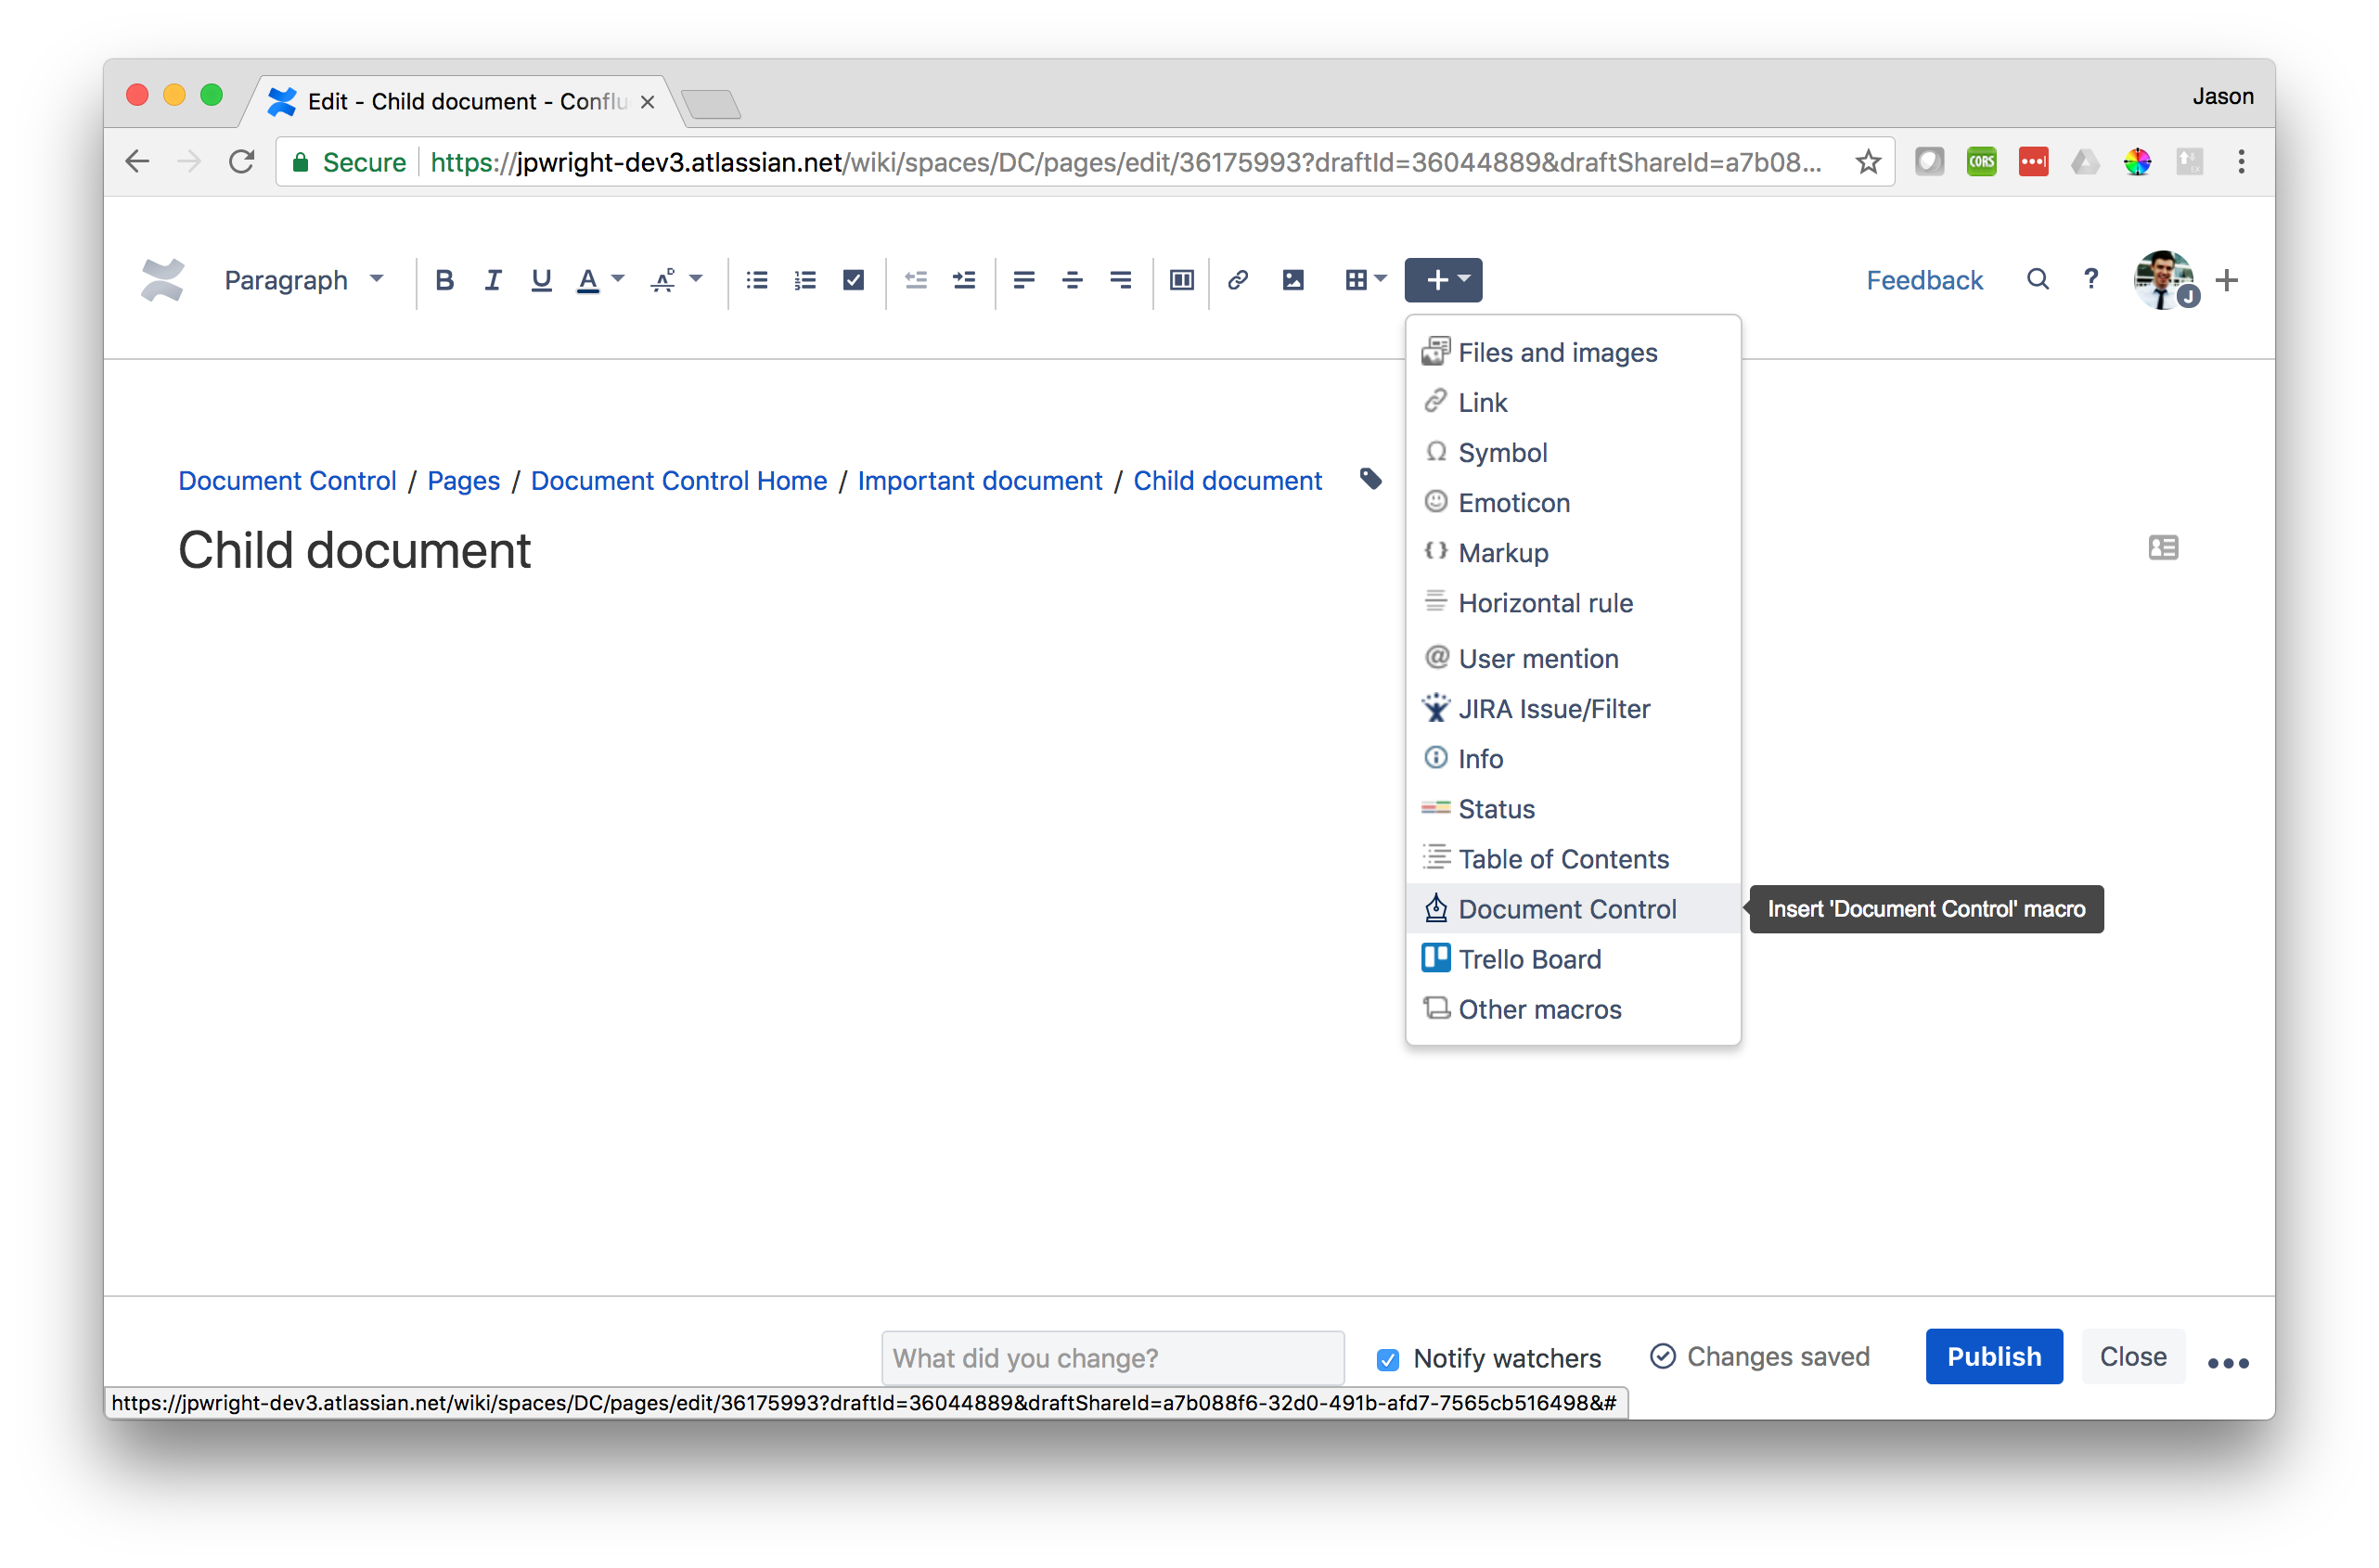 Edit - Child document - Conflu
Jason
Secure https://jpwright-dev3.atlassian.net/wiki/spaces/DC/pages/edit/36175993?draftId=36044889&draftShareId=a7b08...
CORS
Paragraph B I U A
Feedback ? J
Files and images
Link
Symbol
Emoticon
Markup
Horizontal rule
User mention
JIRA Issue/Filter
Info
Status
Table of Contents
Document Control
Insert 'Document Control' macro
Trello Board
Other macros
Document Control / Pages / Document Control Home / Important document / Child document
Child document
What did you change?
Notify watchers
Changes saved
Publish
Close
https://jpwright-dev3.atlassian.net/wiki/spaces/DC/pages/edit/36175993?draftId=36044889&draftShareId=a7b088f6-32d0-491b-afd7-7565cb516498&#